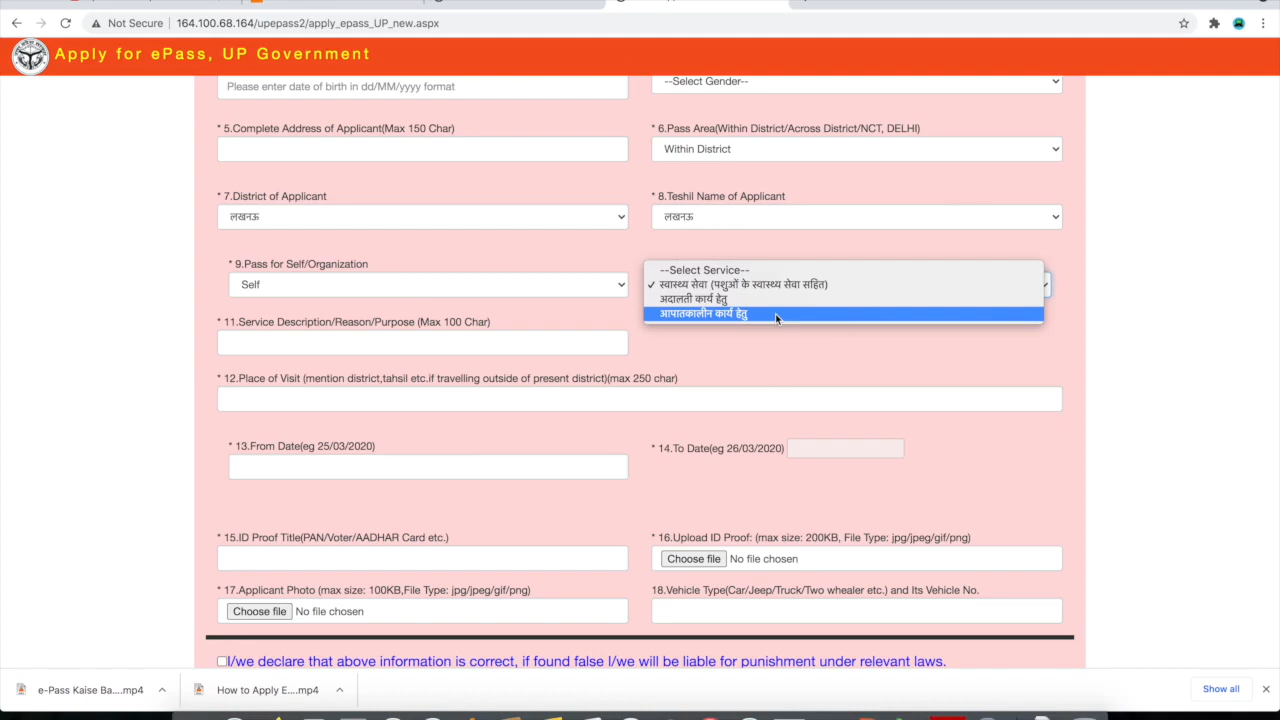 Not Secure
164.100.68.164/upepass2/apply_epass_UP_new.aspx
Apply for ePass, UP Government
Please enter date of birth in dd/MM/yyyy format
--Select Gender--
* 5.Complete Address of Applicant(Max 150 Char)
* 6.Pass Area(Within District/Across District/NCT, DELHI)
Within District
* 7.District of Applicant
* 8.Teshil Name of Applicant
लखनऊ
लखनऊ
* 9.Pass for Self/Organization
Self
--Select Service--
✓ स्वास्थ्य सेवा (पशुओं के स्वास्थ्य सेवा सहित)
अदालती कार्य हेतु
आपातकालीन कार्य हेतु
* 11.Service Description/Reason/Purpose (Max 100 Char)
* 12.Place of Visit (mention district,tahsil etc.if travelling outside of present district)(max 250 char)
* 13.From Date(eg 25/03/2020)
* 14.To Date(eg 26/03/2020)
* 15.ID Proof Title(PAN/Voter/AADHAR Card etc.)
* 16.Upload ID Proof: (max size: 200KB, File Type: jpg/jpeg/gif/png)
Choose file No file chosen
* 17.Applicant Photo (max size: 100KB,File Type: jpg/jpeg/gif/png)
18.Vehicle Type(Car/Jeep/Truck/Two whealer etc.) and Its Vehicle No.
Choose file No file chosen
I/we declare that above information is correct, if found false I/we will be liable for punishment under relevant laws.
e-Pass Kaise Ba....mp4
How to Apply E....mp4
Show all